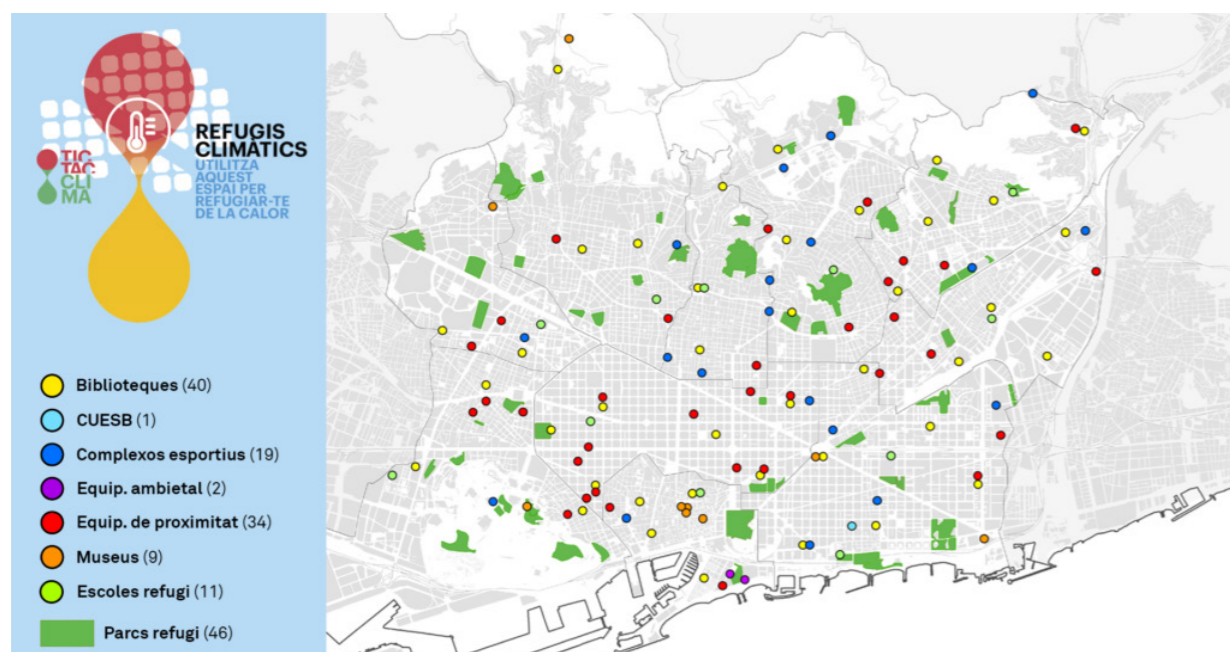 TIC
TAC
CLI
MA
REFUGIS
CLIMÀTICS
UTILITZA
AQUEST
ESPAI PER
REFUGIAR-TE
DE LA CALOR
Biblioteques (40)
CUESB (1)
Complexos esportius (19)
Equip. ambietal (2)
Equip. de proximitat (34)
Museus (9)
Escoles refugi (11)
Parcs refugi (46)